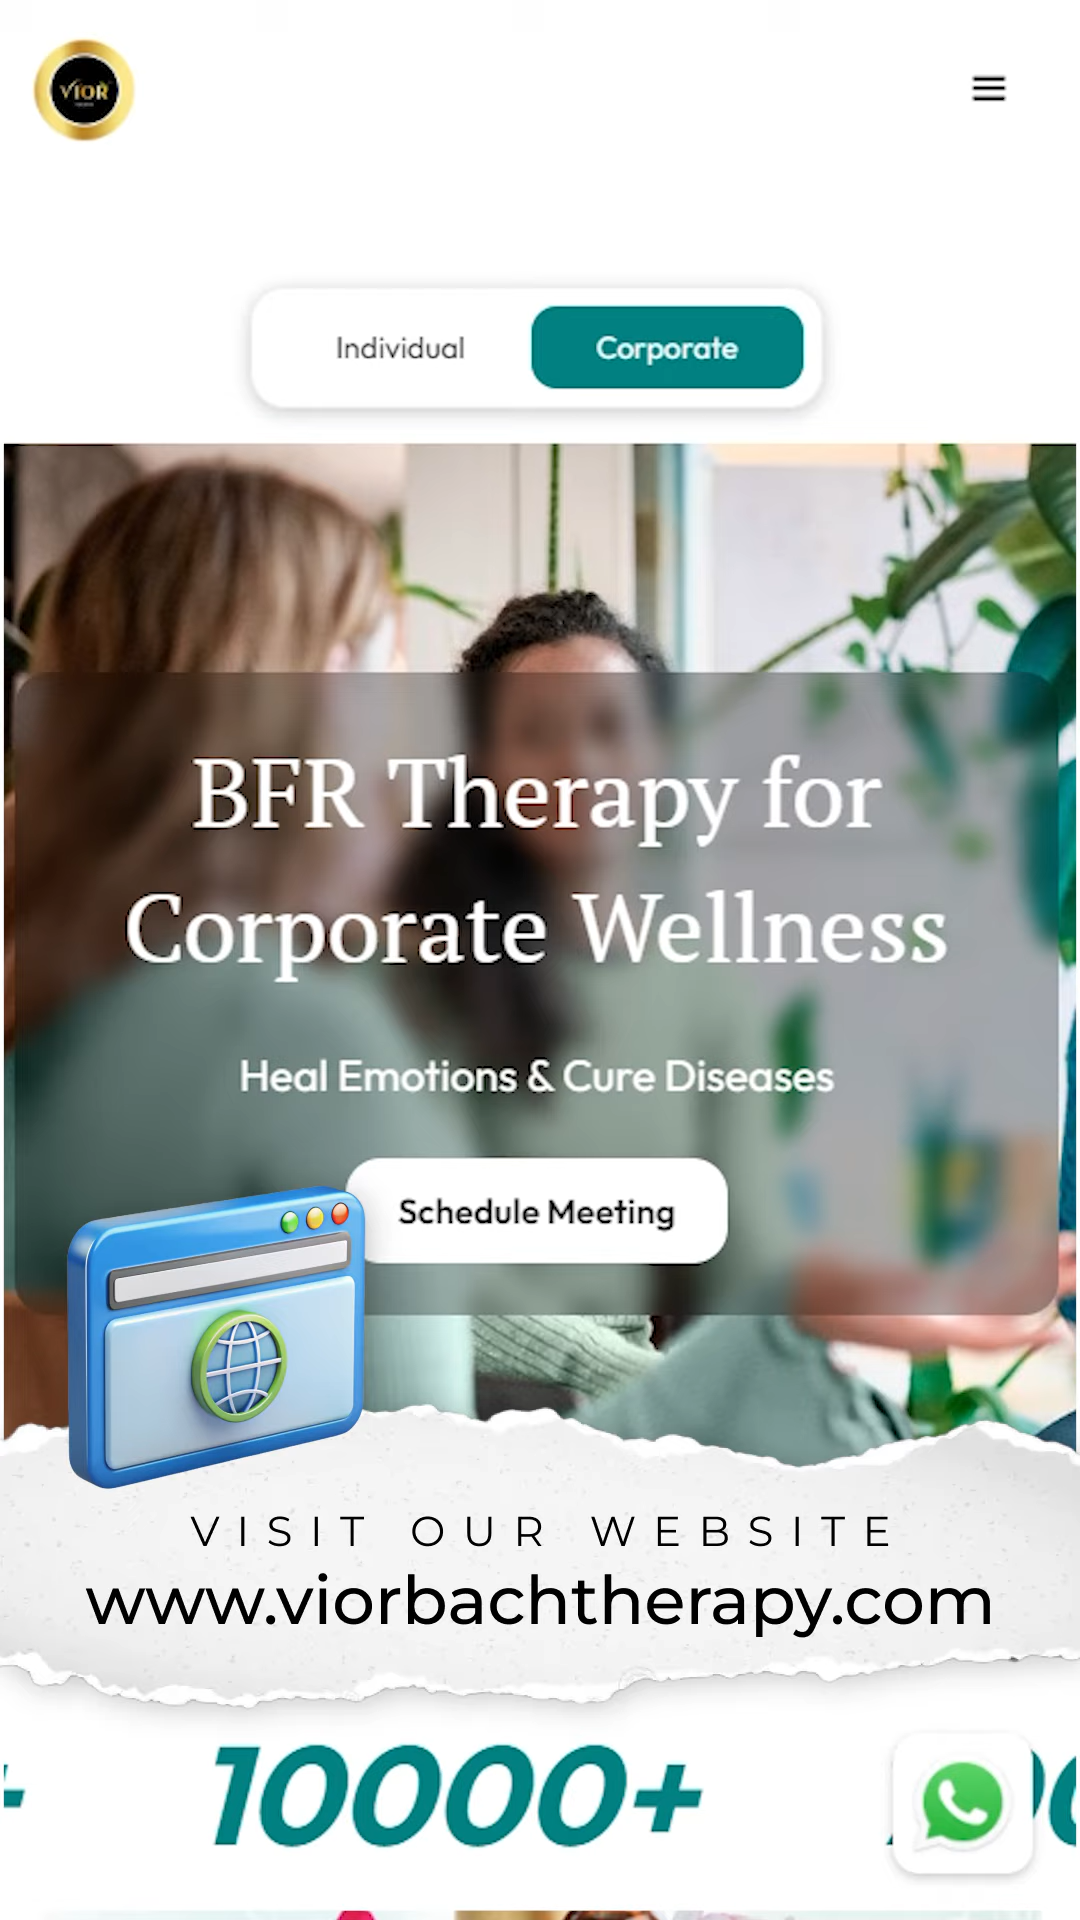 VIOR
Individual
Corporate
BFR Therapy for
Corporate Wellness
Heal Emotions & Cure Diseases
Schedule Meeting
VISIT OUR WEBSITE
www.viorbachtherapy.com
10000+